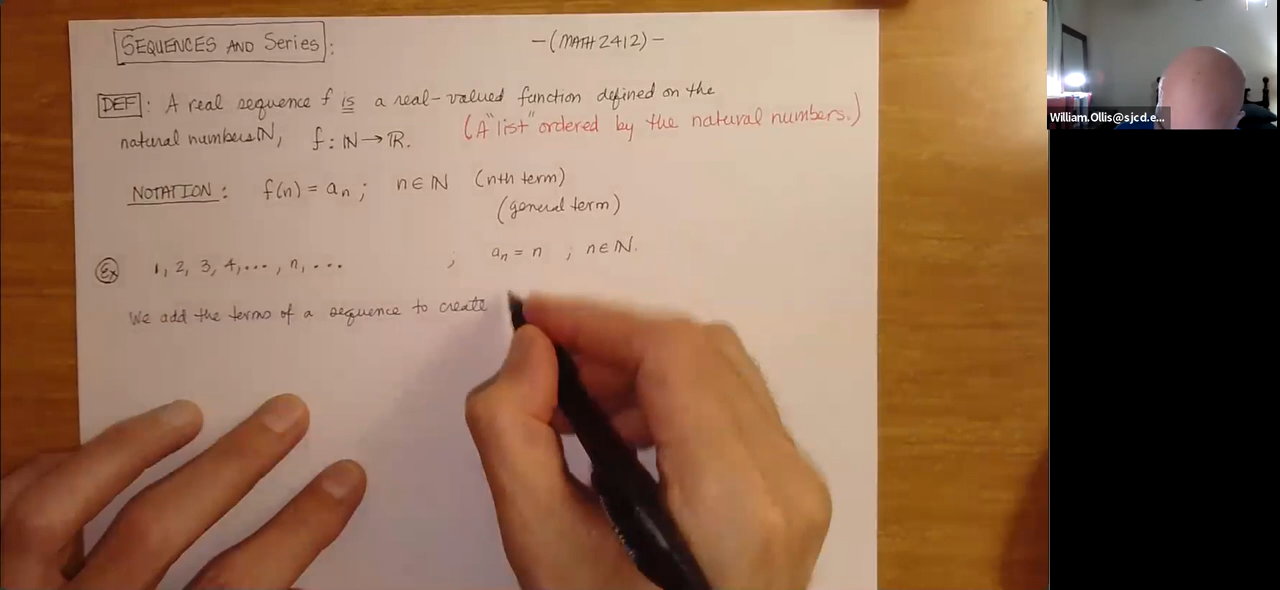 SEQUENCES AND Series:
-(MATH 2412)-
DEF: A real sequence f is a real-valued function defined on the
natural numbers ℕ, f: ℕ→ℝ. (A "list" ordered by the natural numbers.)
NOTATION: f(n) = aₙ; n∈ℕ (nth term)
(general term)
Ex 1, 2, 3, 4,..., n,... ; aₙ = n ; n∈ℕ.
We add the terms of a sequence to create
William.Ollis@sjcd.e...